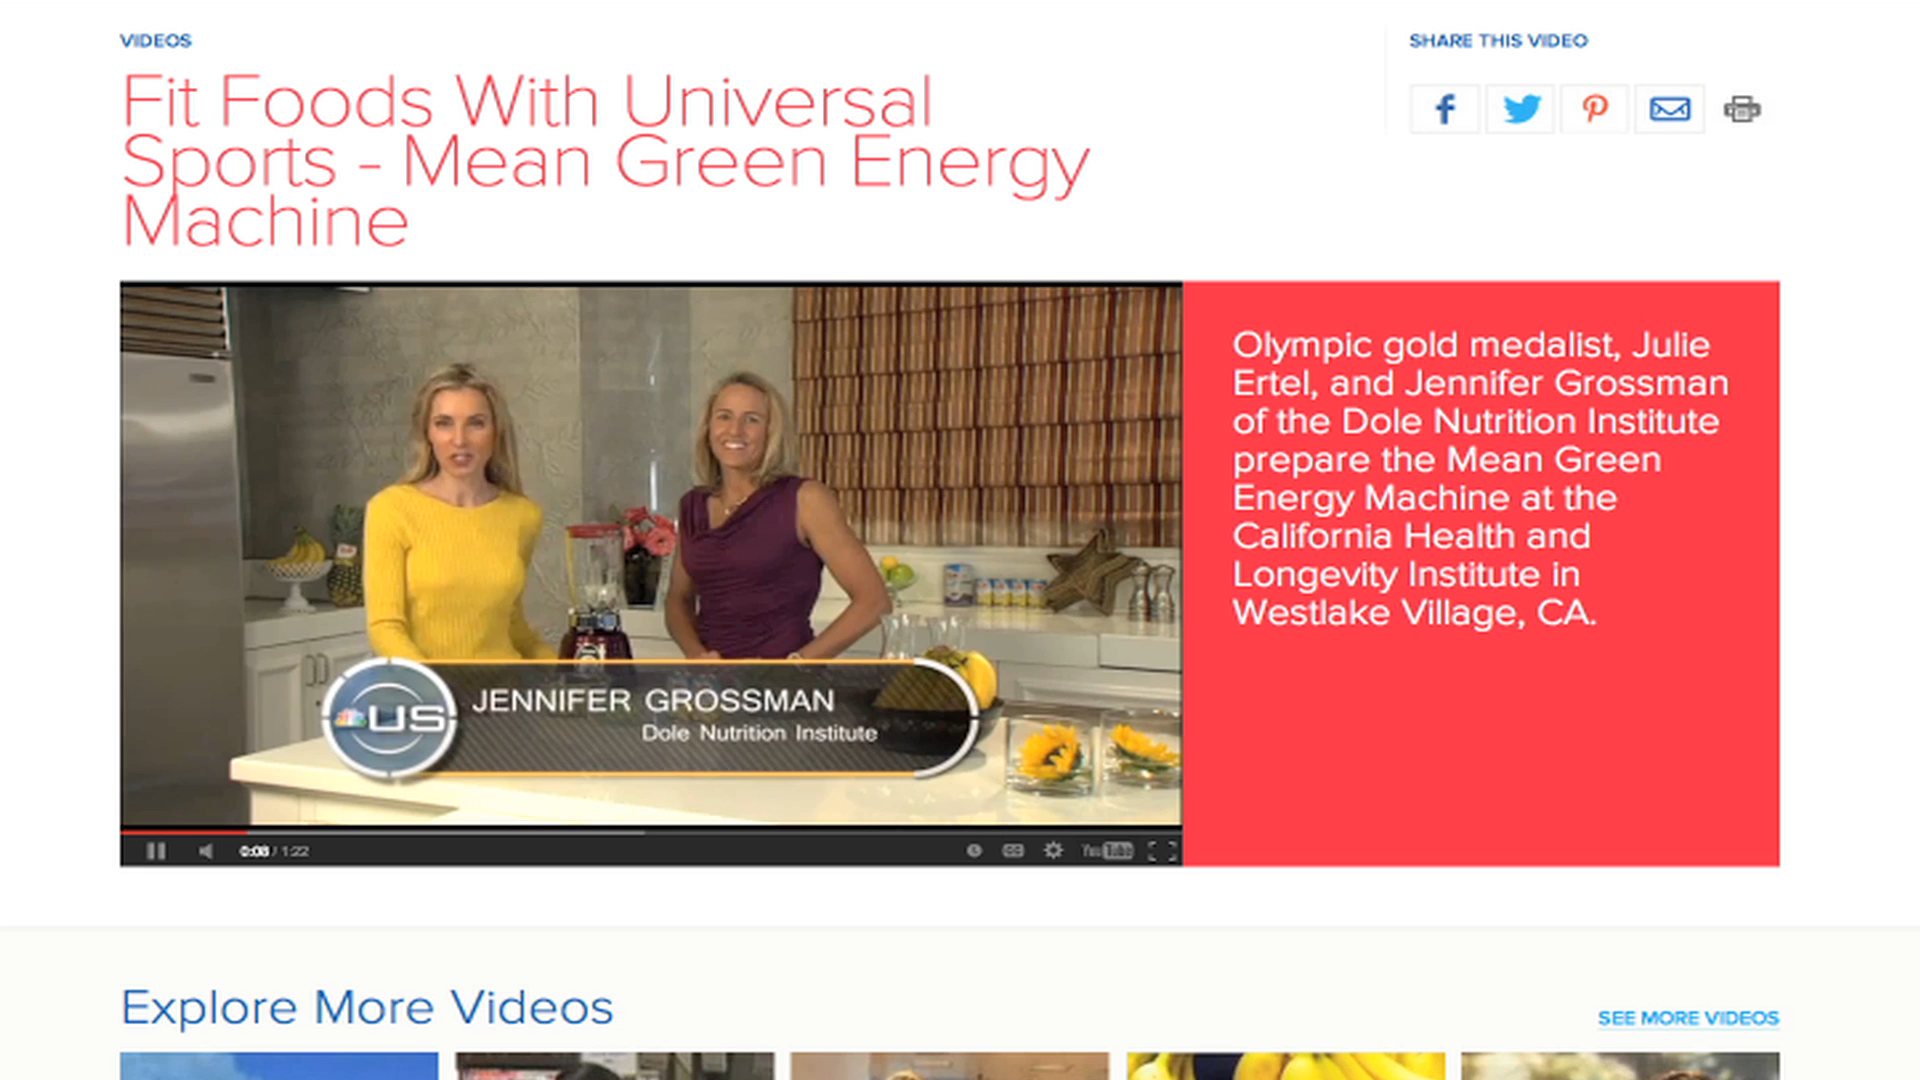 VIDEOS
SHARE THIS VIDEO
Fit Foods With Universal
Sports - Mean Green Energy
Machine
Olympic gold medalist, Julie
Ertel, and Jennifer Grossman
of the Dole Nutrition Institute
prepare the Mean Green
Energy Machine at the
California Health and
Longevity Institute in
Westlake Village, CA.
US
JENNIFER GROSSMAN
Dole Nutrition Institute
0:08 / 1:22
YouTube
Explore More Videos
SEE MORE VIDEOS